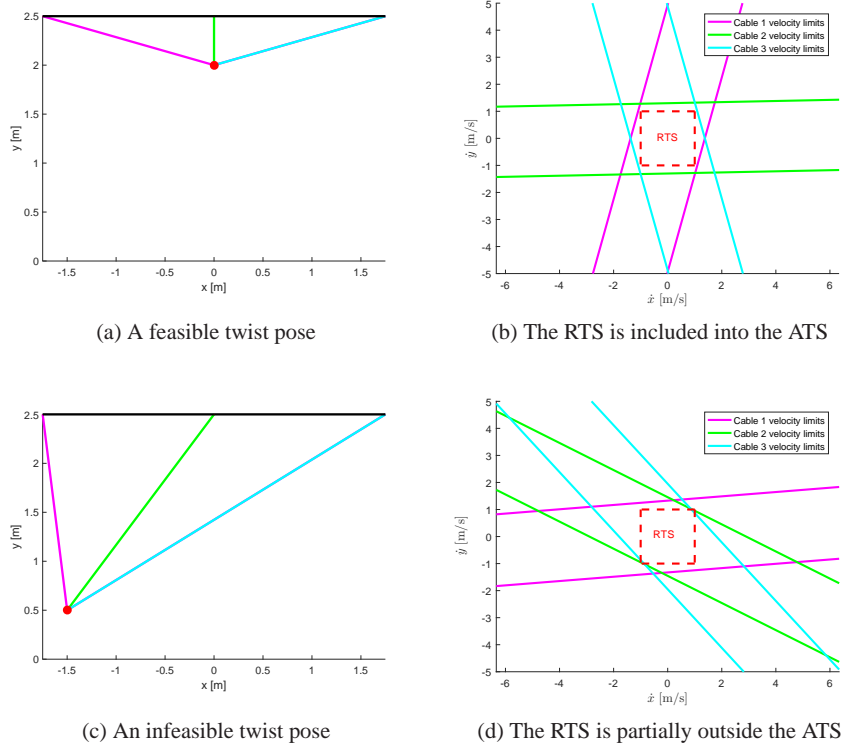 2.5
2
1.5
1
0.5
0
y [m]
-1.5 -1 -0.5 0 0.5 1 1.5
x [m]
(a) A feasible twist pose
5
4
3
2
1
0
-1
-2
-3
-4
-5
ẏ [m/s]
Cable 1 velocity limits
Cable 2 velocity limits
Cable 3 velocity limits
RTS
-6 -4 -2 0 2 4 6
ẋ [m/s]
(b) The RTS is included into the ATS
2.5
2
1.5
1
0.5
0
y [m]
-1.5 -1 -0.5 0 0.5 1 1.5
x [m]
(c) An infeasible twist pose
5
4
3
2
1
0
-1
-2
-3
-4
-5
ẏ [m/s]
Cable 1 velocity limits
Cable 2 velocity limits
Cable 3 velocity limits
RTS
-6 -4 -2 0 2 4 6
ẋ [m/s]
(d) The RTS is partially outside the ATS